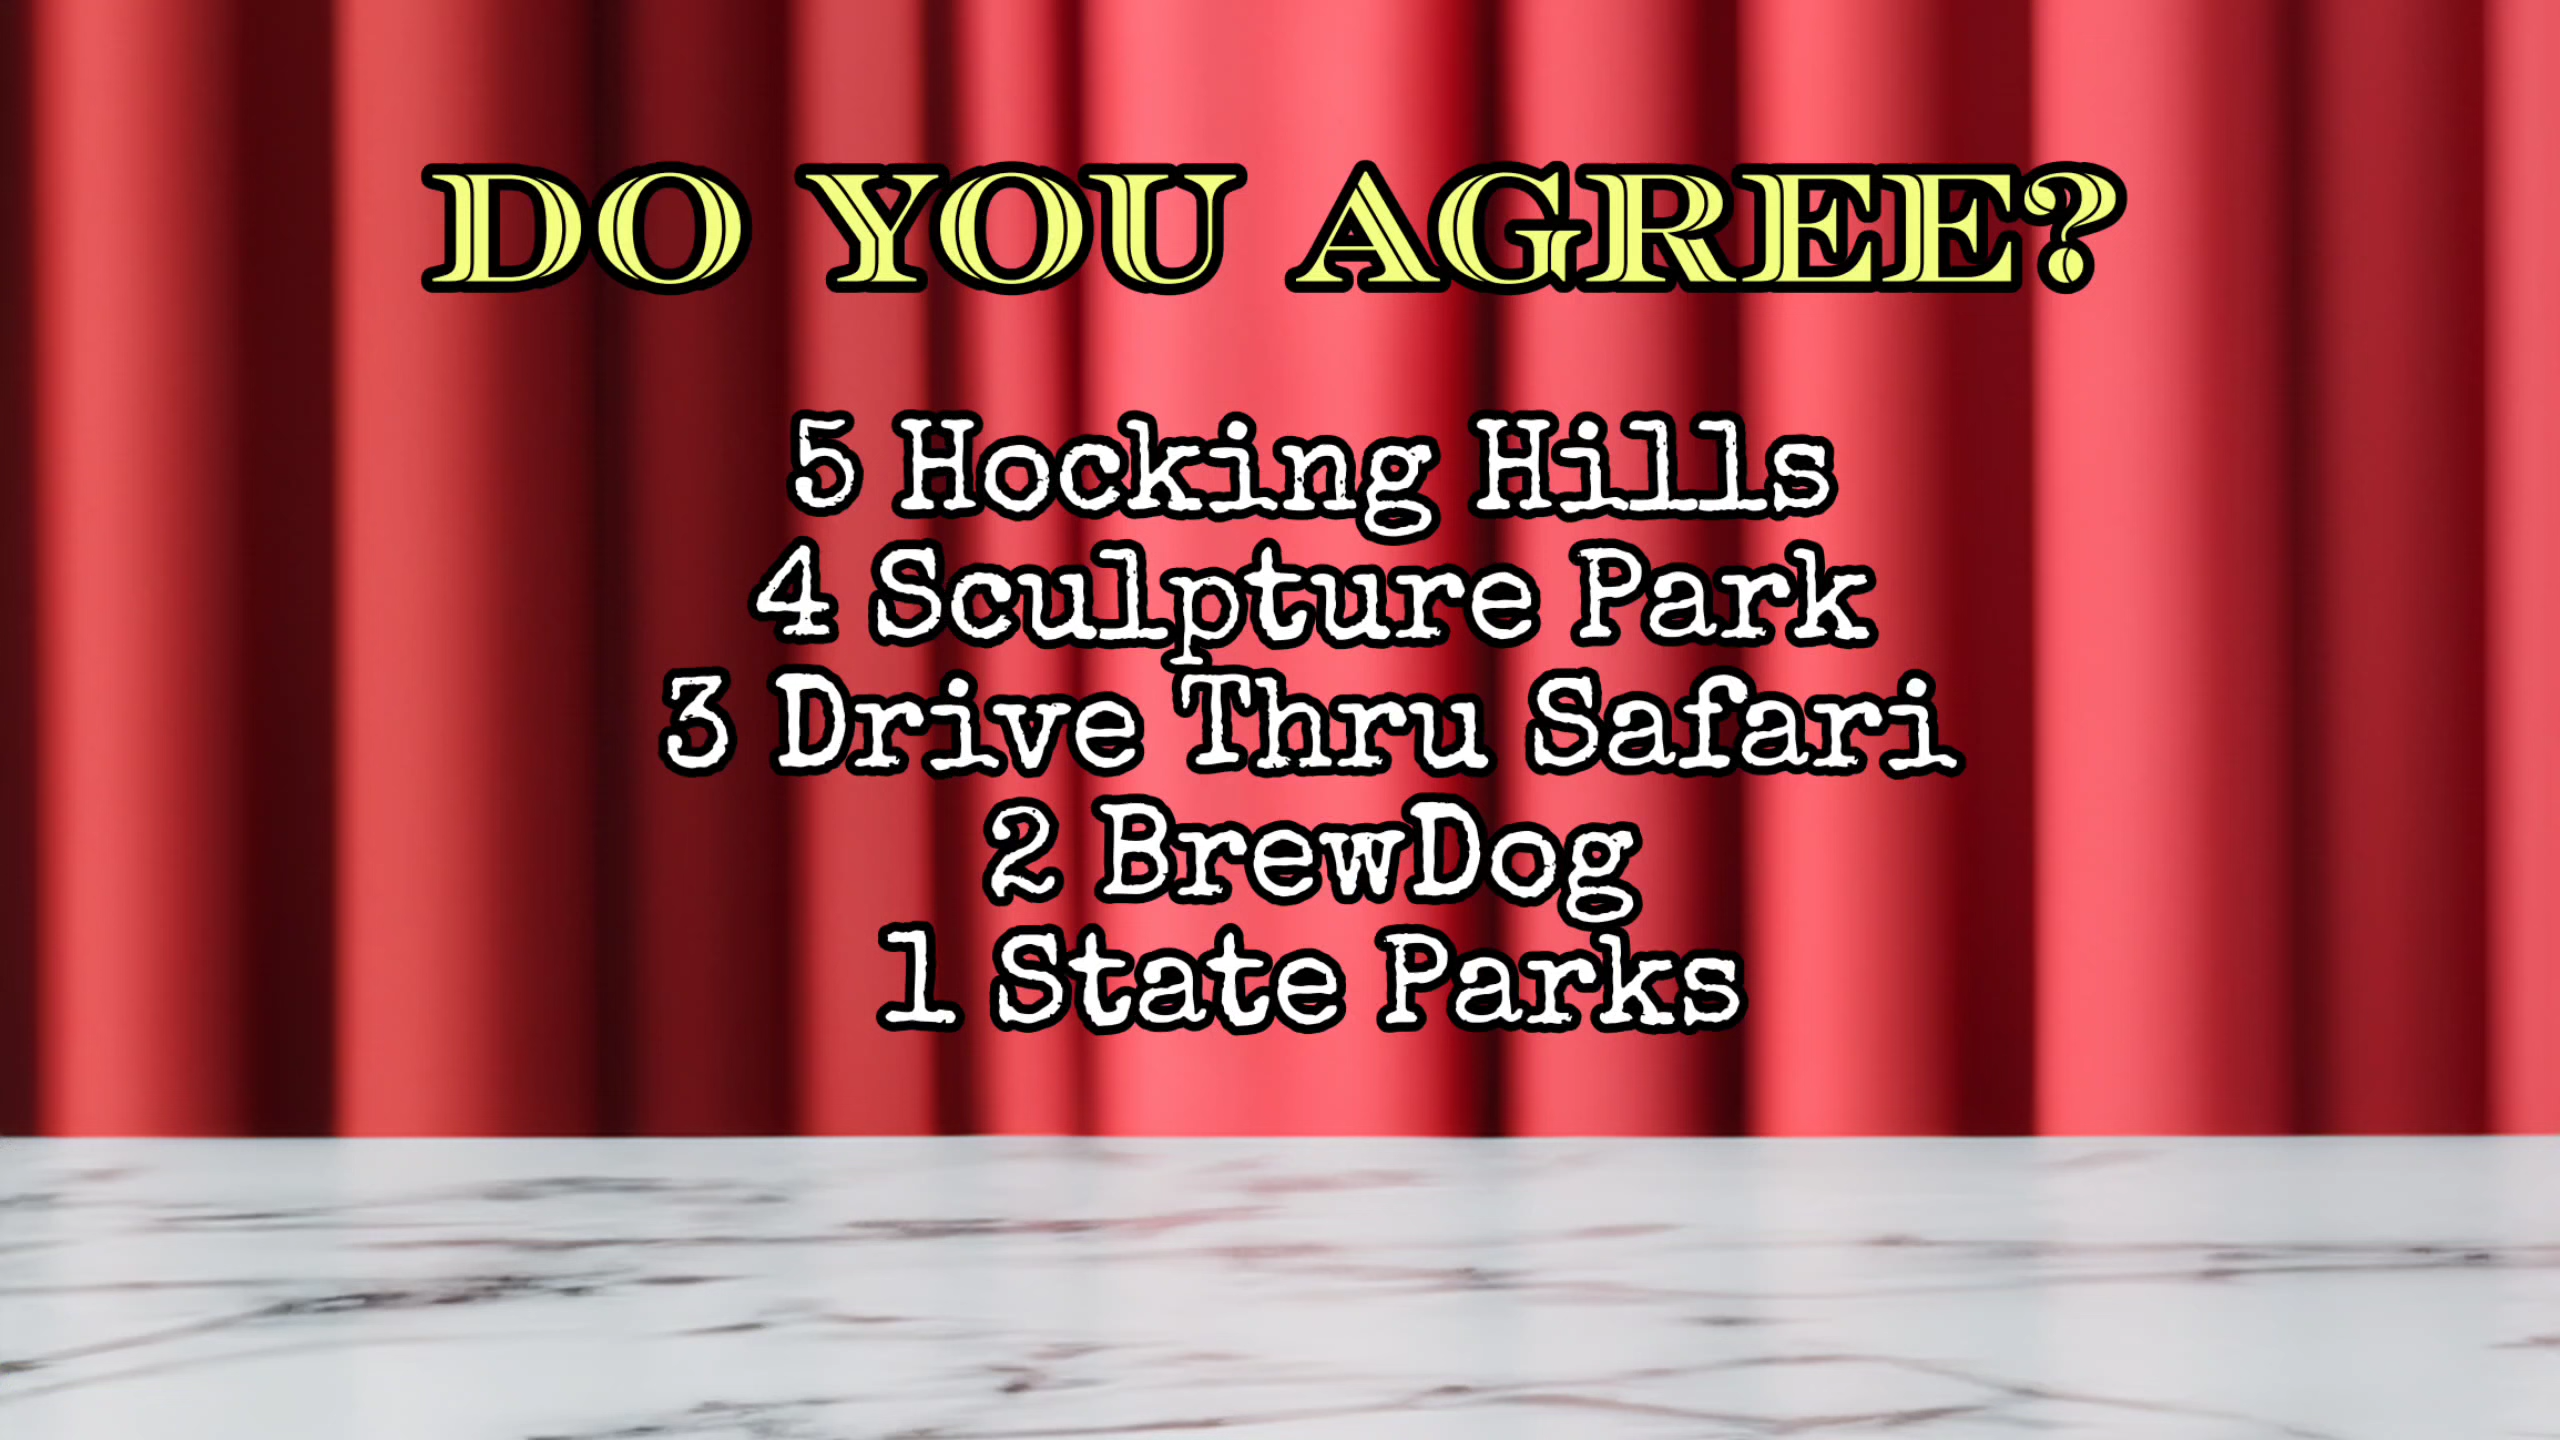 DO YOU AGREE?
5 Hocking Hills
4 Sculpture Park
3 Drive Thru Safari
2 BrewDog
1 State Parks